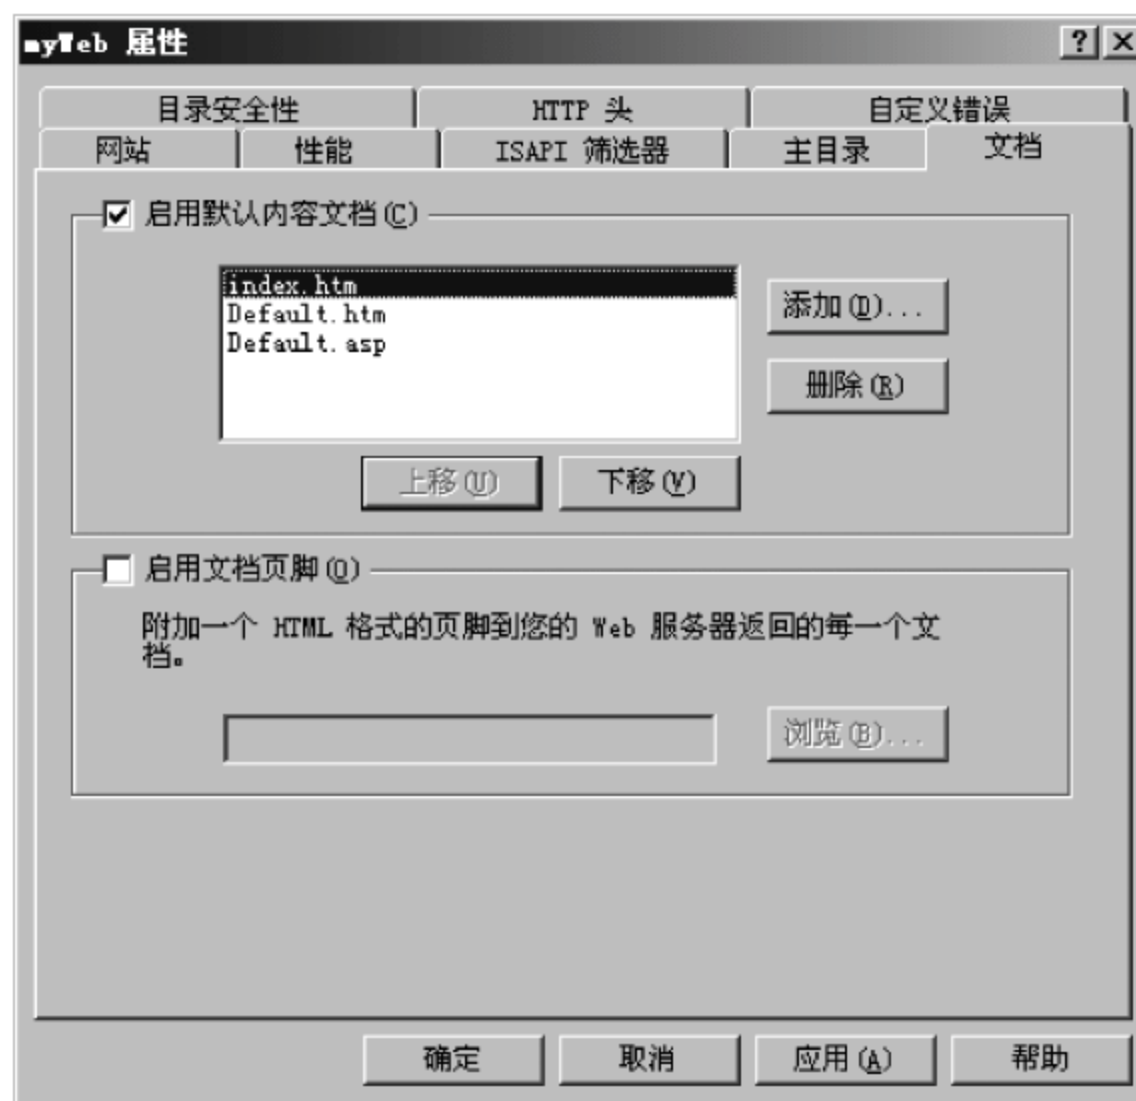 myWeb 属性
目录安全性 HTTP 头 自定义错误
网站 性能 ISAPI 筛选器 主目录 文档
启用默认内容文档(C)
index.htm
Default.htm
Default.asp
添加(D)...
删除(R)
上移(U) 下移(V)
启用文档页脚(O)
附加一个 HTML 格式的页脚到您的 Web 服务器返回的每一个文
档。
浏览(B)...
确定 取消 应用(A) 帮助